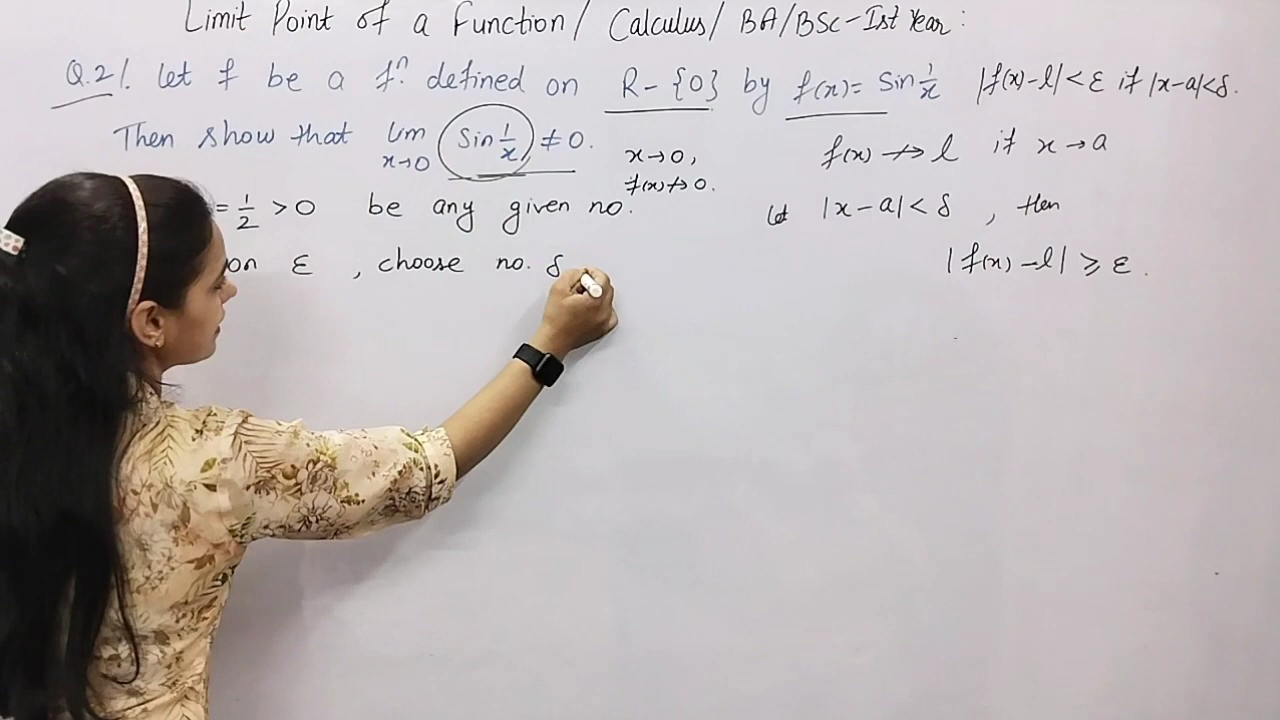 Limit Point of a Function / Calculus / BA/BSc-Ist Year :
Q.2/. Let f be a fn. defined on R-{0} by f(x)= Sin 1/x
Then show that lim x→0 Sin 1/x ≠ 0.
x→0,
f(x)↛0.
= 1/2 > 0 be any given no.
on ε , choose no. δ
|f(x)-l|<ε if |x-a|<δ.
f(x) ↛ l if x→a
Let |x-a|<δ , then
|f(x)-l| ≥ ε.